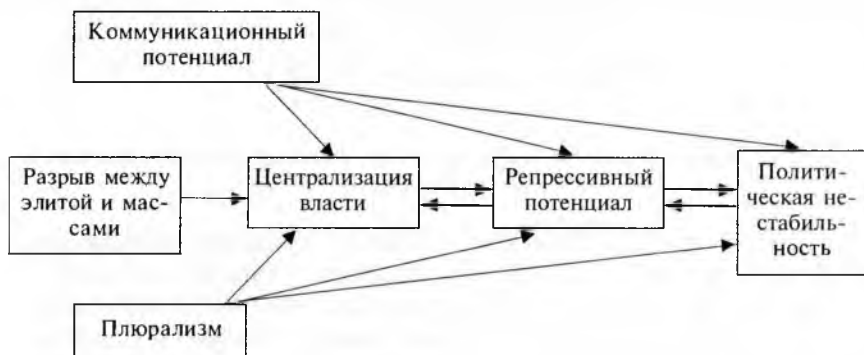 Коммуникационный
потенциал
Разрыв между
элитой и мас-
сами
Централизация
власти
Репрессивный
потенциал
Полити-
ческая не-
стабиль-
ность
Плюрализм